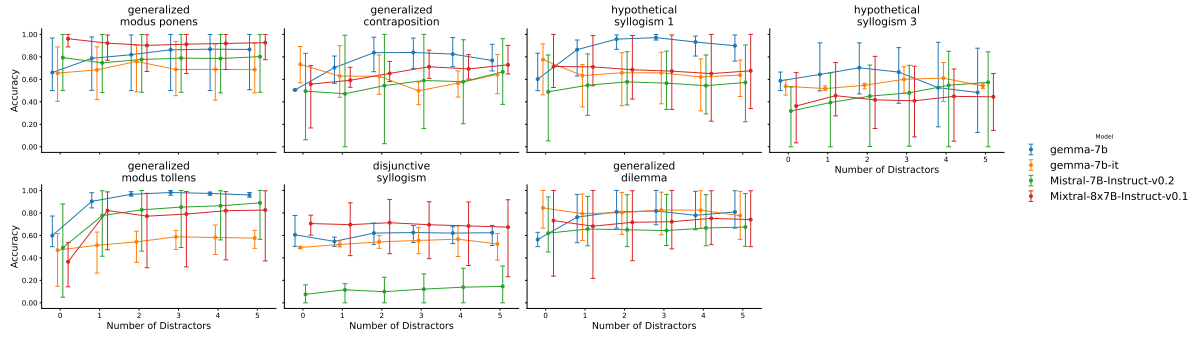 generalized
modus ponens
generalized
contraposition
hypothetical
syllogism 1
hypothetical
syllogism 3
Accuracy
1.00
0.80
0.60
0.40
0.20
0.00
0 1 2 3 4 5
Number of Distractors
Model
gemma-7b
gemma-7b-it
Mistral-7B-Instruct-v0.2
Mixtral-8x7B-Instruct-v0.1
generalized
modus tollens
disjunctive
syllogism
generalized
dilemma
Accuracy
1.00
0.80
0.60
0.40
0.20
0.00
0 1 2 3 4 5
Number of Distractors
0 1 2 3 4 5
Number of Distractors
0 1 2 3 4 5
Number of Distractors